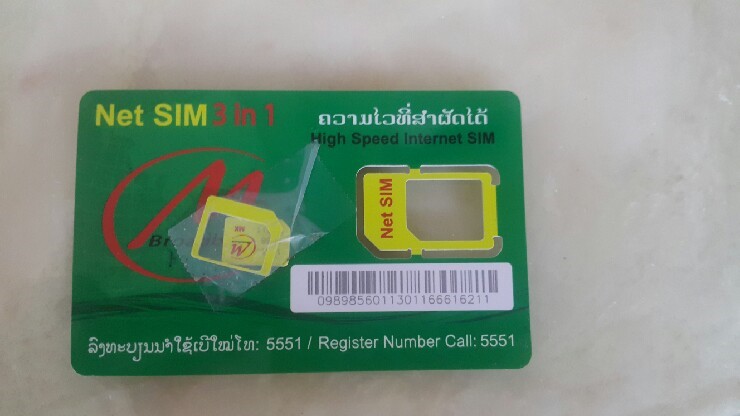 Net SIM 3 in 1
ຄວາມໄວທີ່ສຳຜັດໄດ້
High Speed Internet SIM
Net SIM
M
0989856011301166616211
ລົງທະບຽນນຳໃຊ້ເບີໃໝ່ໂທ: 5551 / Register Number Call: 5551